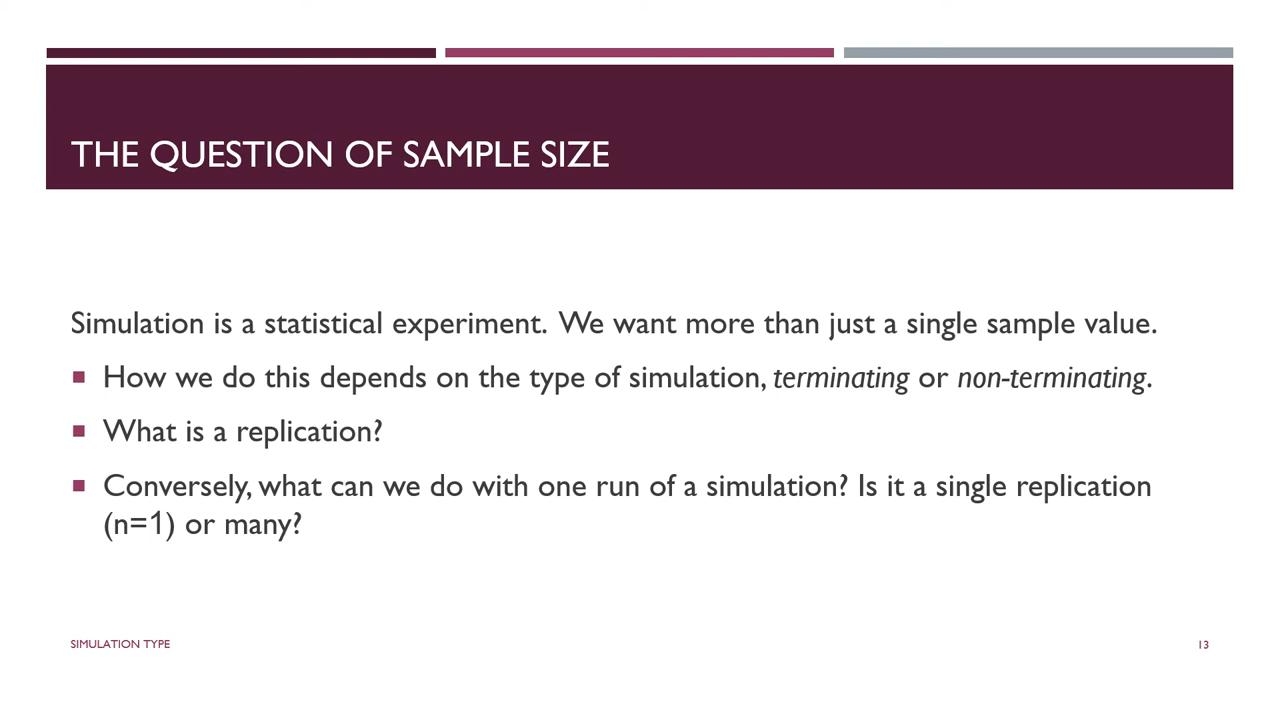 THE QUESTION OF SAMPLE SIZE
Simulation is a statistical experiment.  We want more than just a single sample value.
■ How we do this depends on the type of simulation, terminating or non-terminating.
■ What is a replication?
■ Conversely, what can we do with one run of a simulation? Is it a single replication
(n=1) or many?
SIMULATION TYPE
13